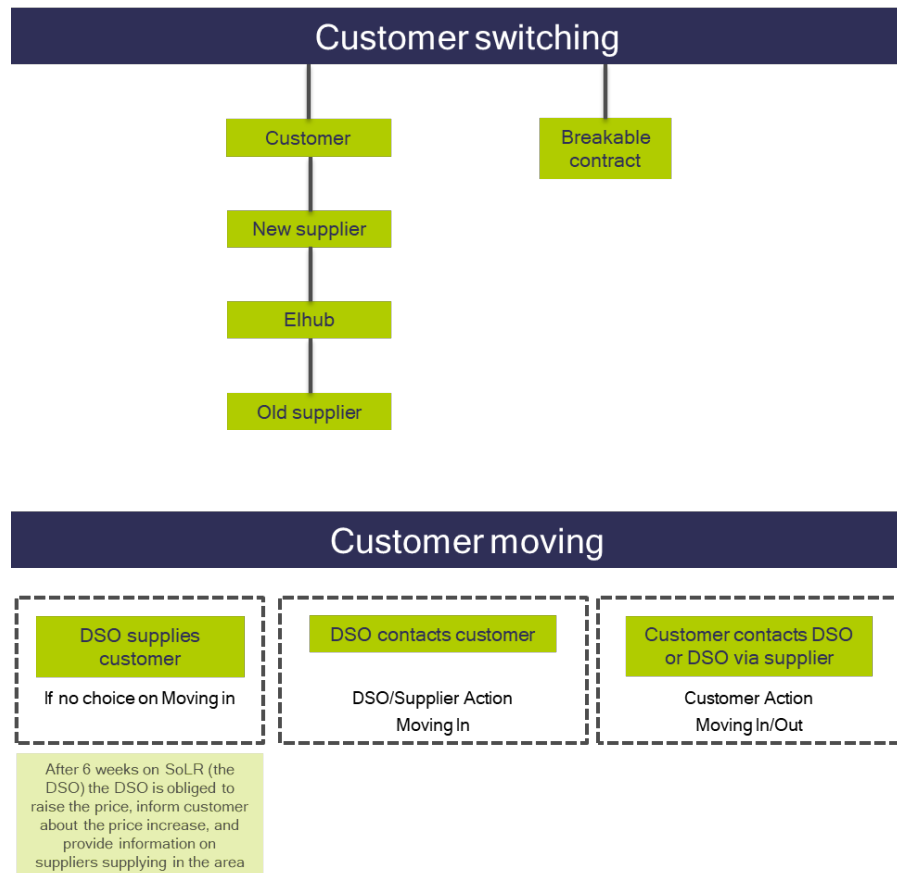 Customer switching
Customer
Breakable
contract
New supplier
Elhub
Old supplier
Customer moving
DSO supplies
customer
If no choice on Moving in
DSO contacts customer
DSO/Supplier Action
Moving In
Customer contacts DSO
or DSO via supplier
Customer Action
Moving In/Out
After 6 weeks on SoLR (the
DSO) the DSO is obliged to
raise the price, inform customer
about the price increase, and
provide information on
suppliers supplying in the area